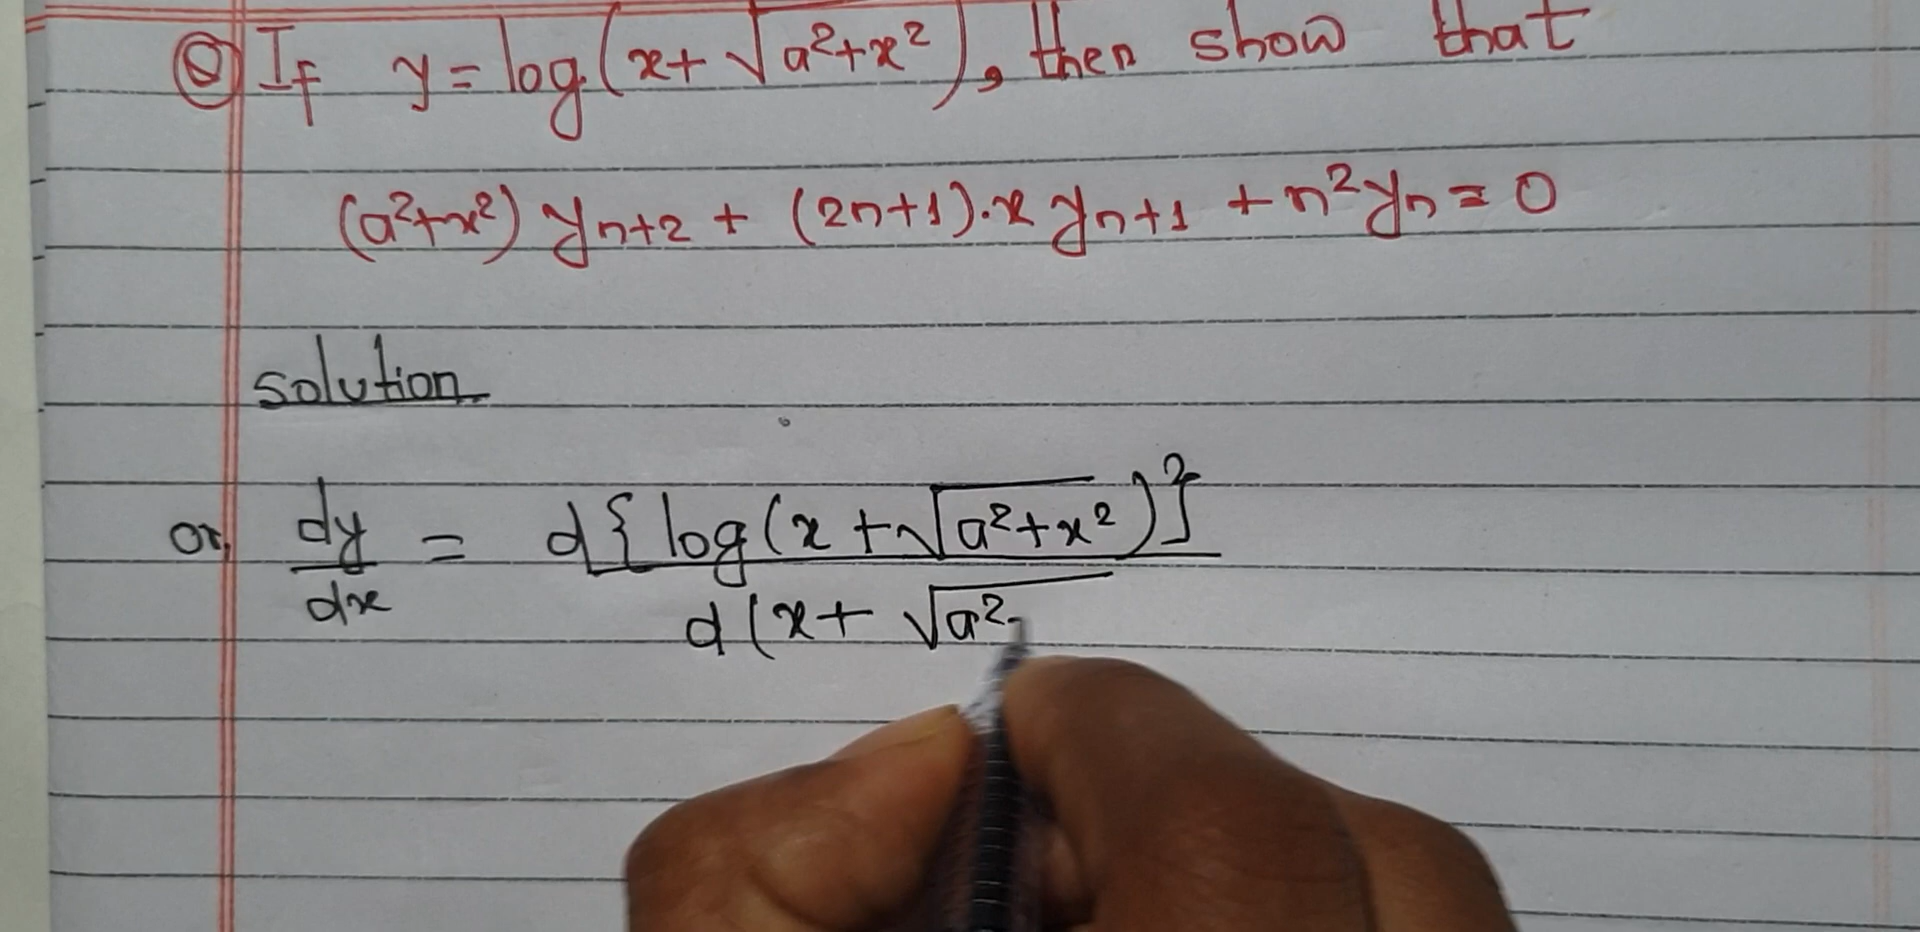 Q If y = log(x + √a²+x²), then show that
(a²+x²) yn+2 + (2n+1).x yn+1 + n²yn = 0
solution
or, dy/dx = d{log(x + √a²+x²)}
d(x + √a²